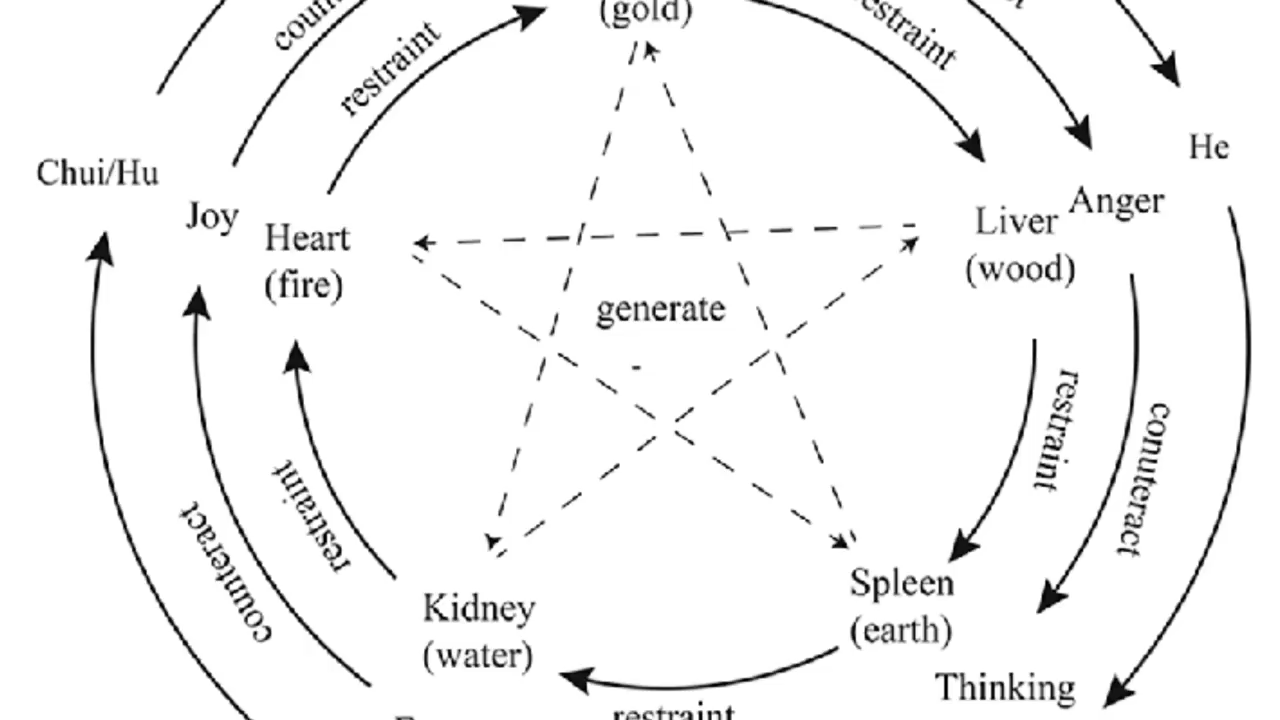 (gold)
restraint
Chui/Hu
He
Joy
Anger
Heart
(fire)
Liver
(wood)
generate
restraint
conuteract
restraint
counteract
Kidney
(water)
Spleen
(earth)
Thinking
restraint